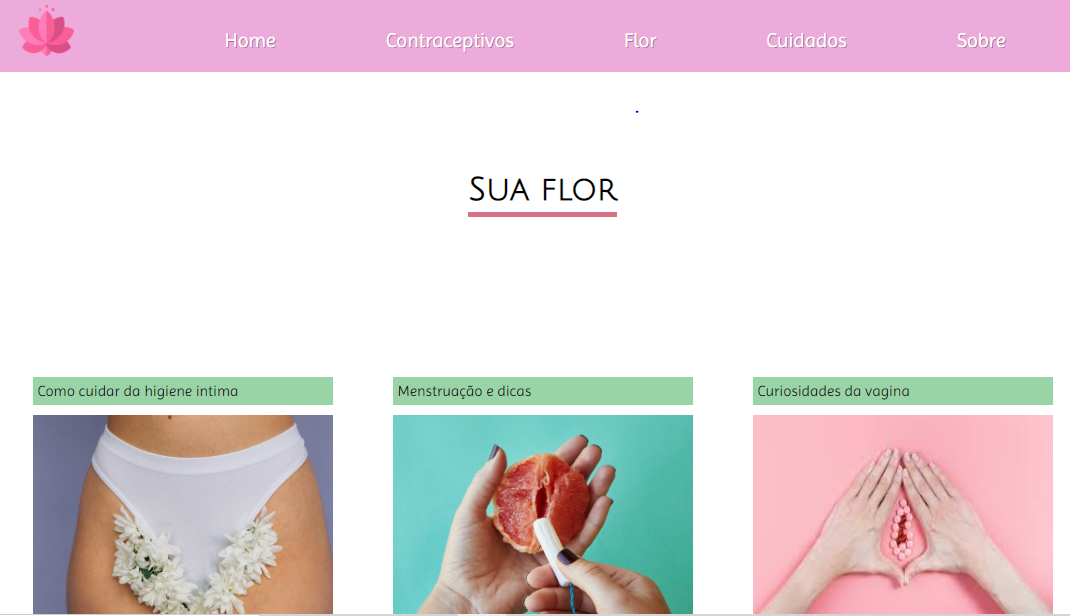 Home
Contraceptivos
Flor
Cuidados
Sobre
Sua flor
Como cuidar da higiene intima
Menstruação e dicas
Curiosidades da vagina